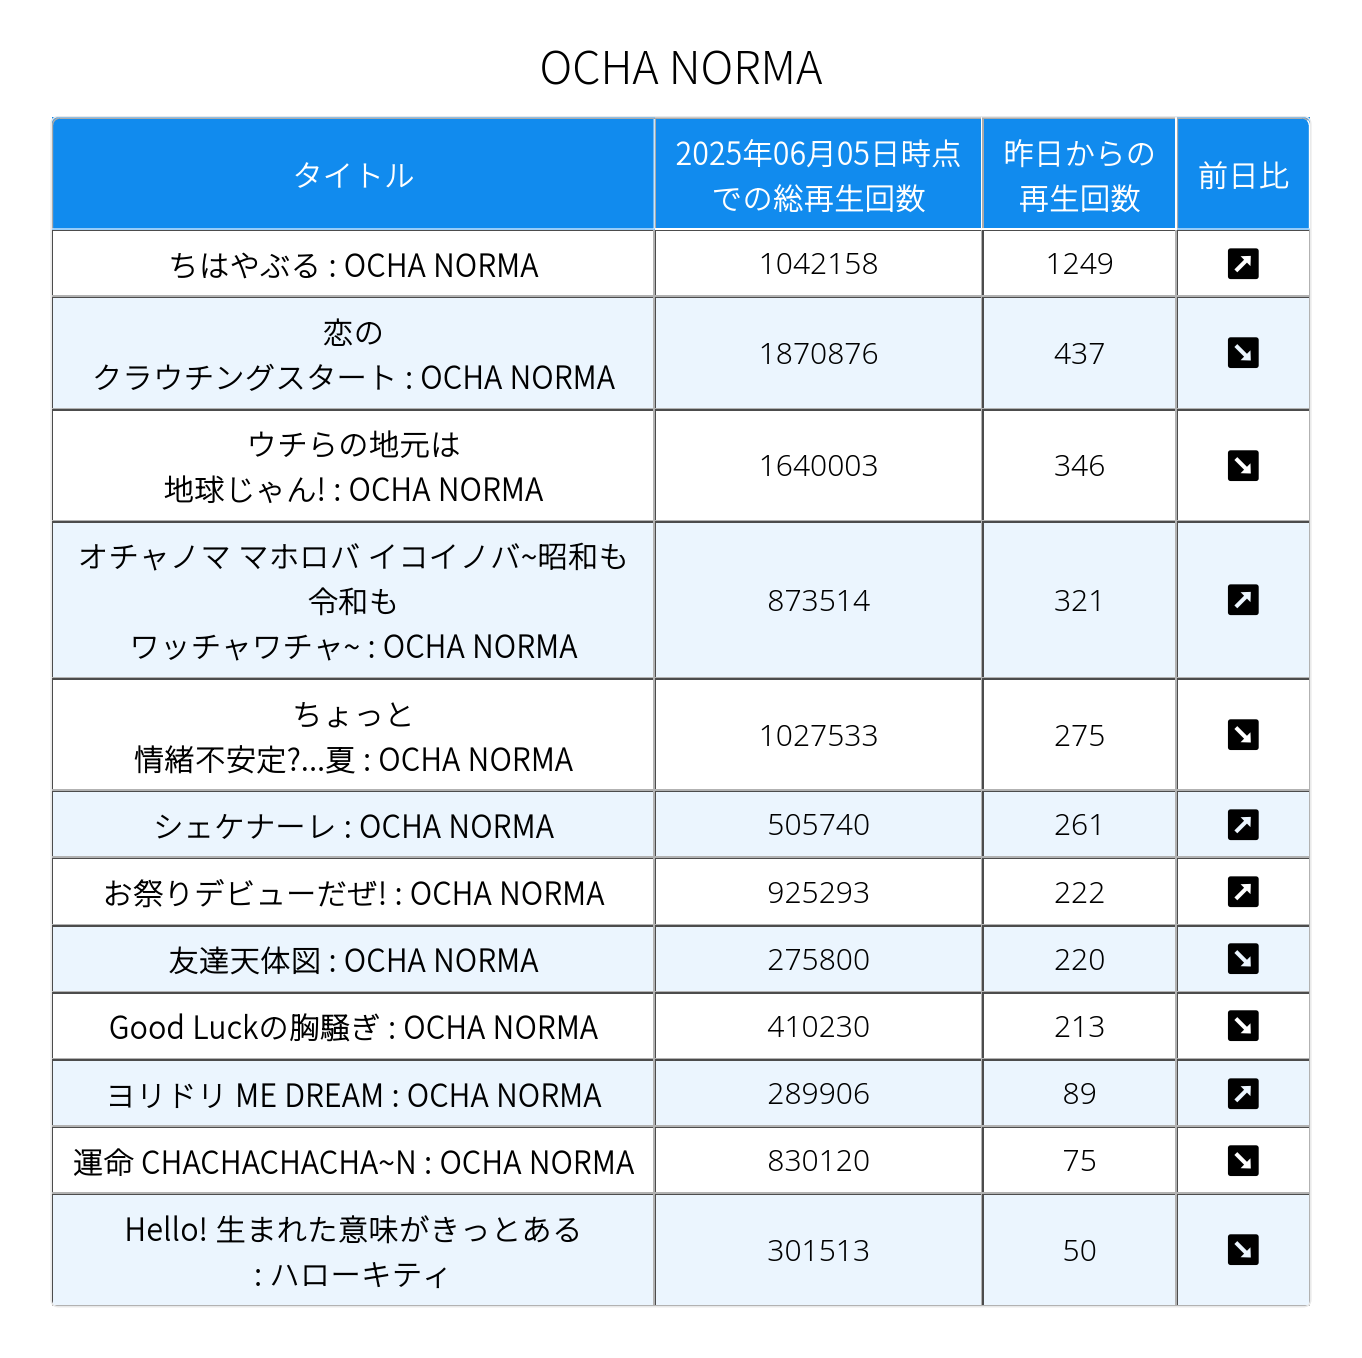 OCHA NORMA
タイトル
2025年06月05日時点
での総再生回数
昨日からの
再生回数
前日比
ちはやぶる : OCHA NORMA
1042158
1249
恋の
クラウチングスタート : OCHA NORMA
1870876
437
ウチらの地元は
地球じゃん! : OCHA NORMA
1640003
346
オチャノマ マホロバ イコイノバ~昭和も
令和も
ワッチャワチャ~ : OCHA NORMA
873514
321
ちょっと
情緒不安定?...夏 : OCHA NORMA
1027533
275
シェケナーレ : OCHA NORMA
505740
261
お祭りデビューだぜ! : OCHA NORMA
925293
222
友達天体図 : OCHA NORMA
275800
220
Good Luckの胸騒ぎ : OCHA NORMA
410230
213
ヨリドリ ME DREAM : OCHA NORMA
289906
89
運命 CHACHACHACHA~N : OCHA NORMA
830120
75
Hello! 生まれた意味がきっとある
: ハローキティ
301513
50